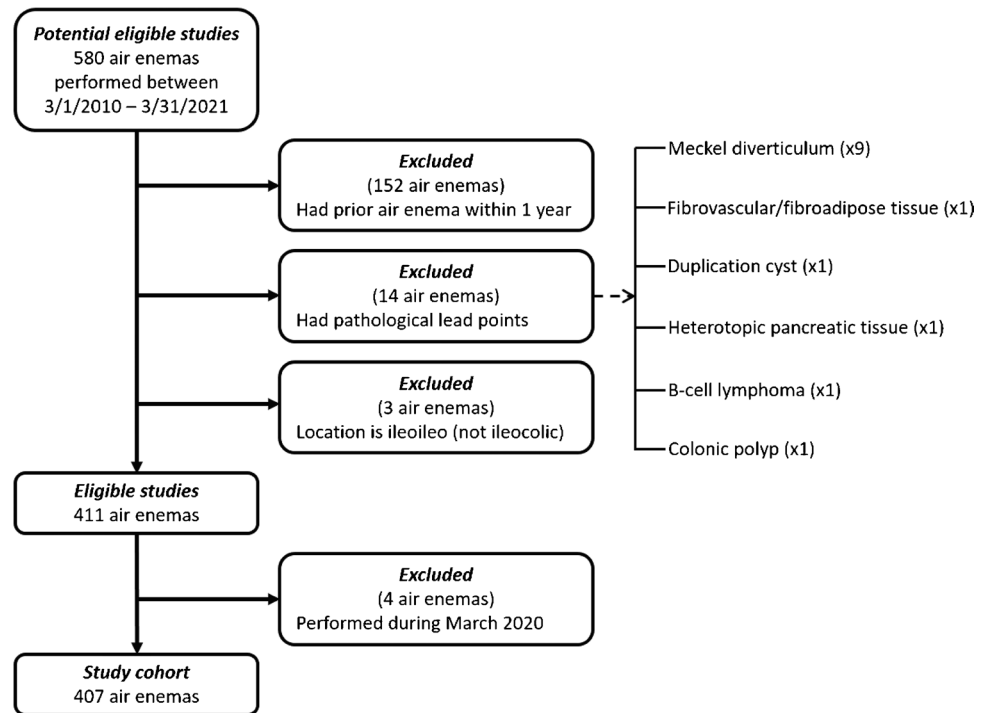 Potential eligible studies
580 air enemas
performed between
3/1/2010 – 3/31/2021
Excluded
(152 air enemas)
Had prior air enema within 1 year
Excluded
(14 air enemas)
Had pathological lead points
Meckel diverticulum (x9)
Fibrovascular/fibroadipose tissue (x1)
Duplication cyst (x1)
Heterotopic pancreatic tissue (x1)
B-cell lymphoma (x1)
Colonic polyp (x1)
Excluded
(3 air enemas)
Location is ileoileo (not ileocolic)
Eligible studies
411 air enemas
Excluded
(4 air enemas)
Performed during March 2020
Study cohort
407 air enemas